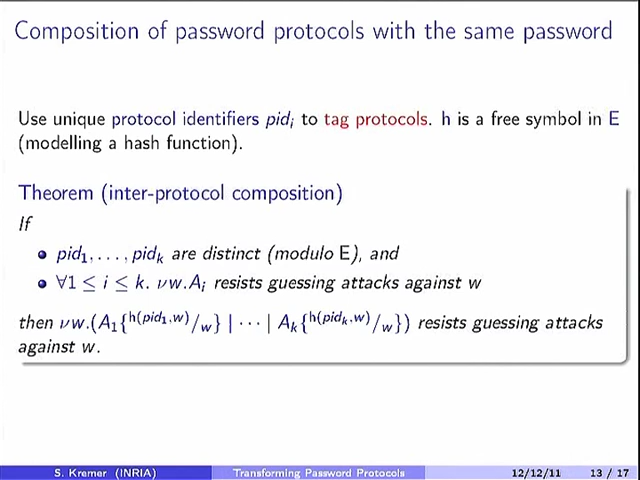 Composition of password protocols with the same password
Use unique protocol identifiers pidᵢ to tag protocols. h is a free symbol in E
(modelling a hash function).
Theorem (inter-protocol composition)
If
• pid₁, . . . , pidₖ are distinct (modulo E), and
• ∀1 ≤ i ≤ k. νw.Aᵢ resists guessing attacks against w
then νw.(A₁{ʰ⁽ᵖⁱᵈ¹,ʷ⁾/w} | ··· | Aₖ{ʰ⁽ᵖⁱᵈᵏ,ʷ⁾/w}) resists guessing attacks
against w.
S. Kremer (INRIA) Transforming Password Protocols 12/12/11 13 / 17